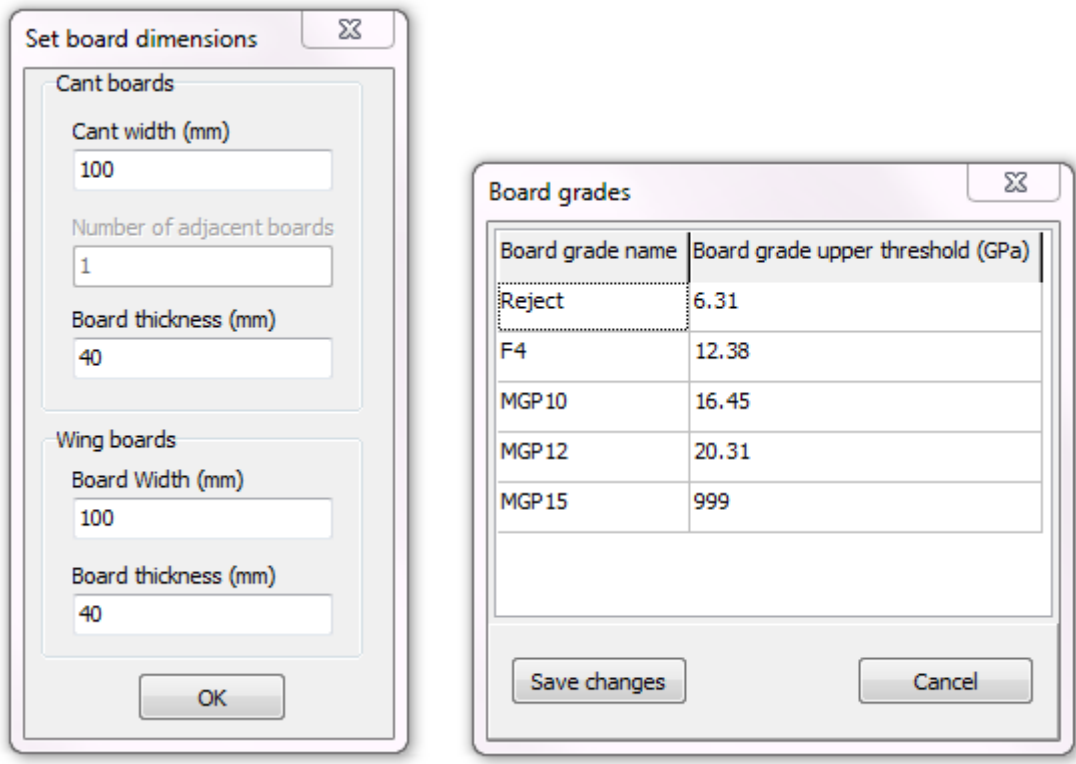 Set board dimensions
Cant boards
Cant width (mm)
100
Number of adjacent boards
1
Board thickness (mm)
40
Wing boards
Board Width (mm)
100
Board thickness (mm)
40
OK
Board grades
Board grade name Board grade upper threshold (GPa)
Reject 6.31
F4 12.38
MGP10 16.45
MGP12 20.31
MGP15 999
Save changes Cancel